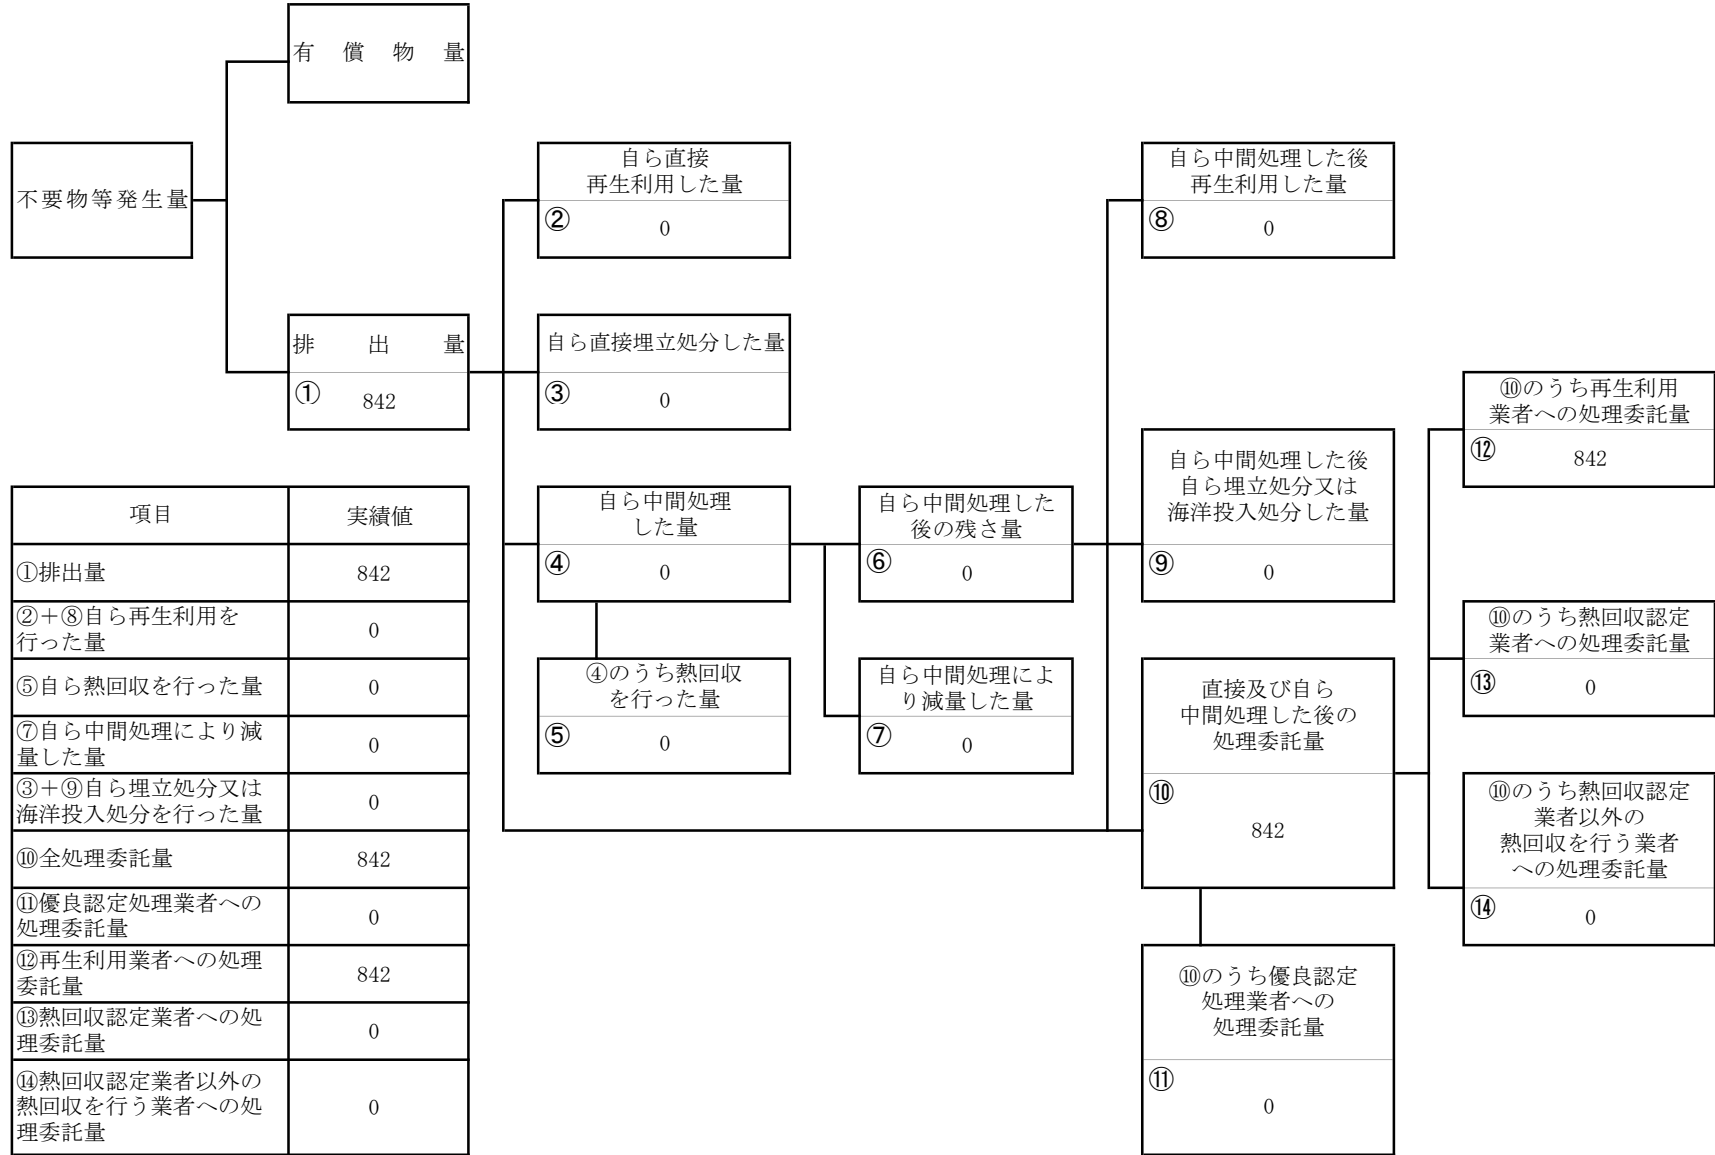 有償物量
不要物等発生量
自ら直接
再生利用した量
②
0
自ら中間処理した後
再生利用した量
⑧
0
排出量
①
842
自ら直接埋立処分した量
③
0
⑩のうち再生利用
業者への処理委託量
⑫
842
自ら中間処理した後
自ら埋立処分又は
海洋投入処分した量
⑨
0
自ら中間処理
した量
④
0
自ら中間処理した
後の残さ量
⑥
0
⑩のうち熱回収認定
業者への処理委託量
⑬
0
④のうち熱回収
を行った量
⑤
0
自ら中間処理によ
り減量した量
⑦
0
直接及び自ら
中間処理した後の
処理委託量
⑩
842
⑩のうち熱回収認定
業者以外の
熱回収を行う業者
への処理委託量
⑭
0
⑩のうち優良認定
処理業者への
処理委託量
⑪
0
項目 実績値
①排出量 842
②＋⑧自ら再生利用を
行った量 0
⑤自ら熱回収を行った量 0
⑦自ら中間処理により減
量した量 0
③＋⑨自ら埋立処分又は
海洋投入処分を行った量 0
⑩全処理委託量 842
⑪優良認定処理業者への
処理委託量 0
⑫再生利用業者への処理
委託量 842
⑬熱回収認定業者への処
理委託量 0
⑭熱回収認定業者以外の
熱回収を行う業者への処
理委託量 0